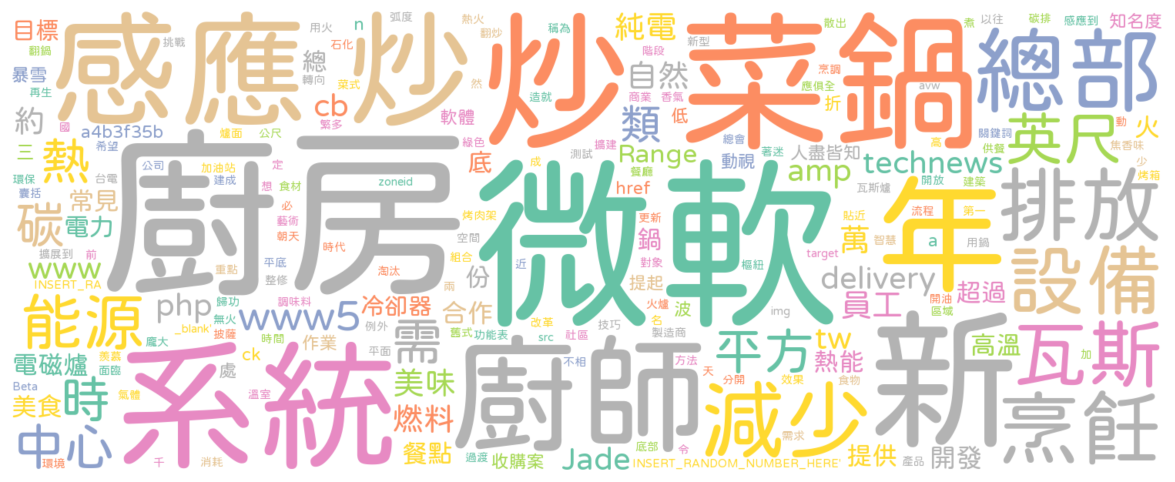 目標
感應
炒
炒菜鍋
純電
總部
知名度
散出
以往
碳排
感應到
煮
翻鍋
挑戰
弧度
用火
熱火
稱為
階段
新型
石化
翻炒
n
總
轉向
菜式
然
造就
商業
香氣
暴雪
再生
cb
自然
烹調
應俱全
avw
折
低
約
國
a4b3f35b
希望
爐面
公尺
繁多
軟體
綠色
類
測試
擴建
總會
動視
著迷
人盡皆知
關鍵詞
供餐
英尺
動
火
焦香味
少
烤箱
三
熱
底
Range
餐廳
amp
technews
高
瓦斯爐
開放
建築
環保
台電
公司
加油站
建成
定
囊括
常見
想
食材
必
藝術
朝天
時代
廚房
zoneid
微軟
href
烤肉架
更新
貼近
流程
第一
年
排放
碳
電力
擴展到
前
www
INSERT_RA
平底
整修
重點
淘汰
空間
組合
近
鍋
對象
樞紐
萬
智慧
a
用鍋
target
設備
份
提起
delivery
能源
php
歸功
無火
_blank
披薩
龐大
調味料
時間
例外
www5
冷卻器
兩
合作
舊式
功能表
火爐
名
波
改革
src
社區
技巧
製造商
img
員工
開油
區域
超過
tw
高溫
瓦斯
電磁爐
羨慕
面臨
ck
作業
平面
處
需
美味
廚師
不相
方法
平方
天
分開
效果
熱能
食物
加
新
Beta
美食
時
氣體
溫室
系統
燃料
減少
烹飪
中心
環境
千
消耗
餐點
過渡
收購案
Jade
底部
令
需求
INSERT_RANDOM_NUMBER_HERE'
提供
產品
開發
成